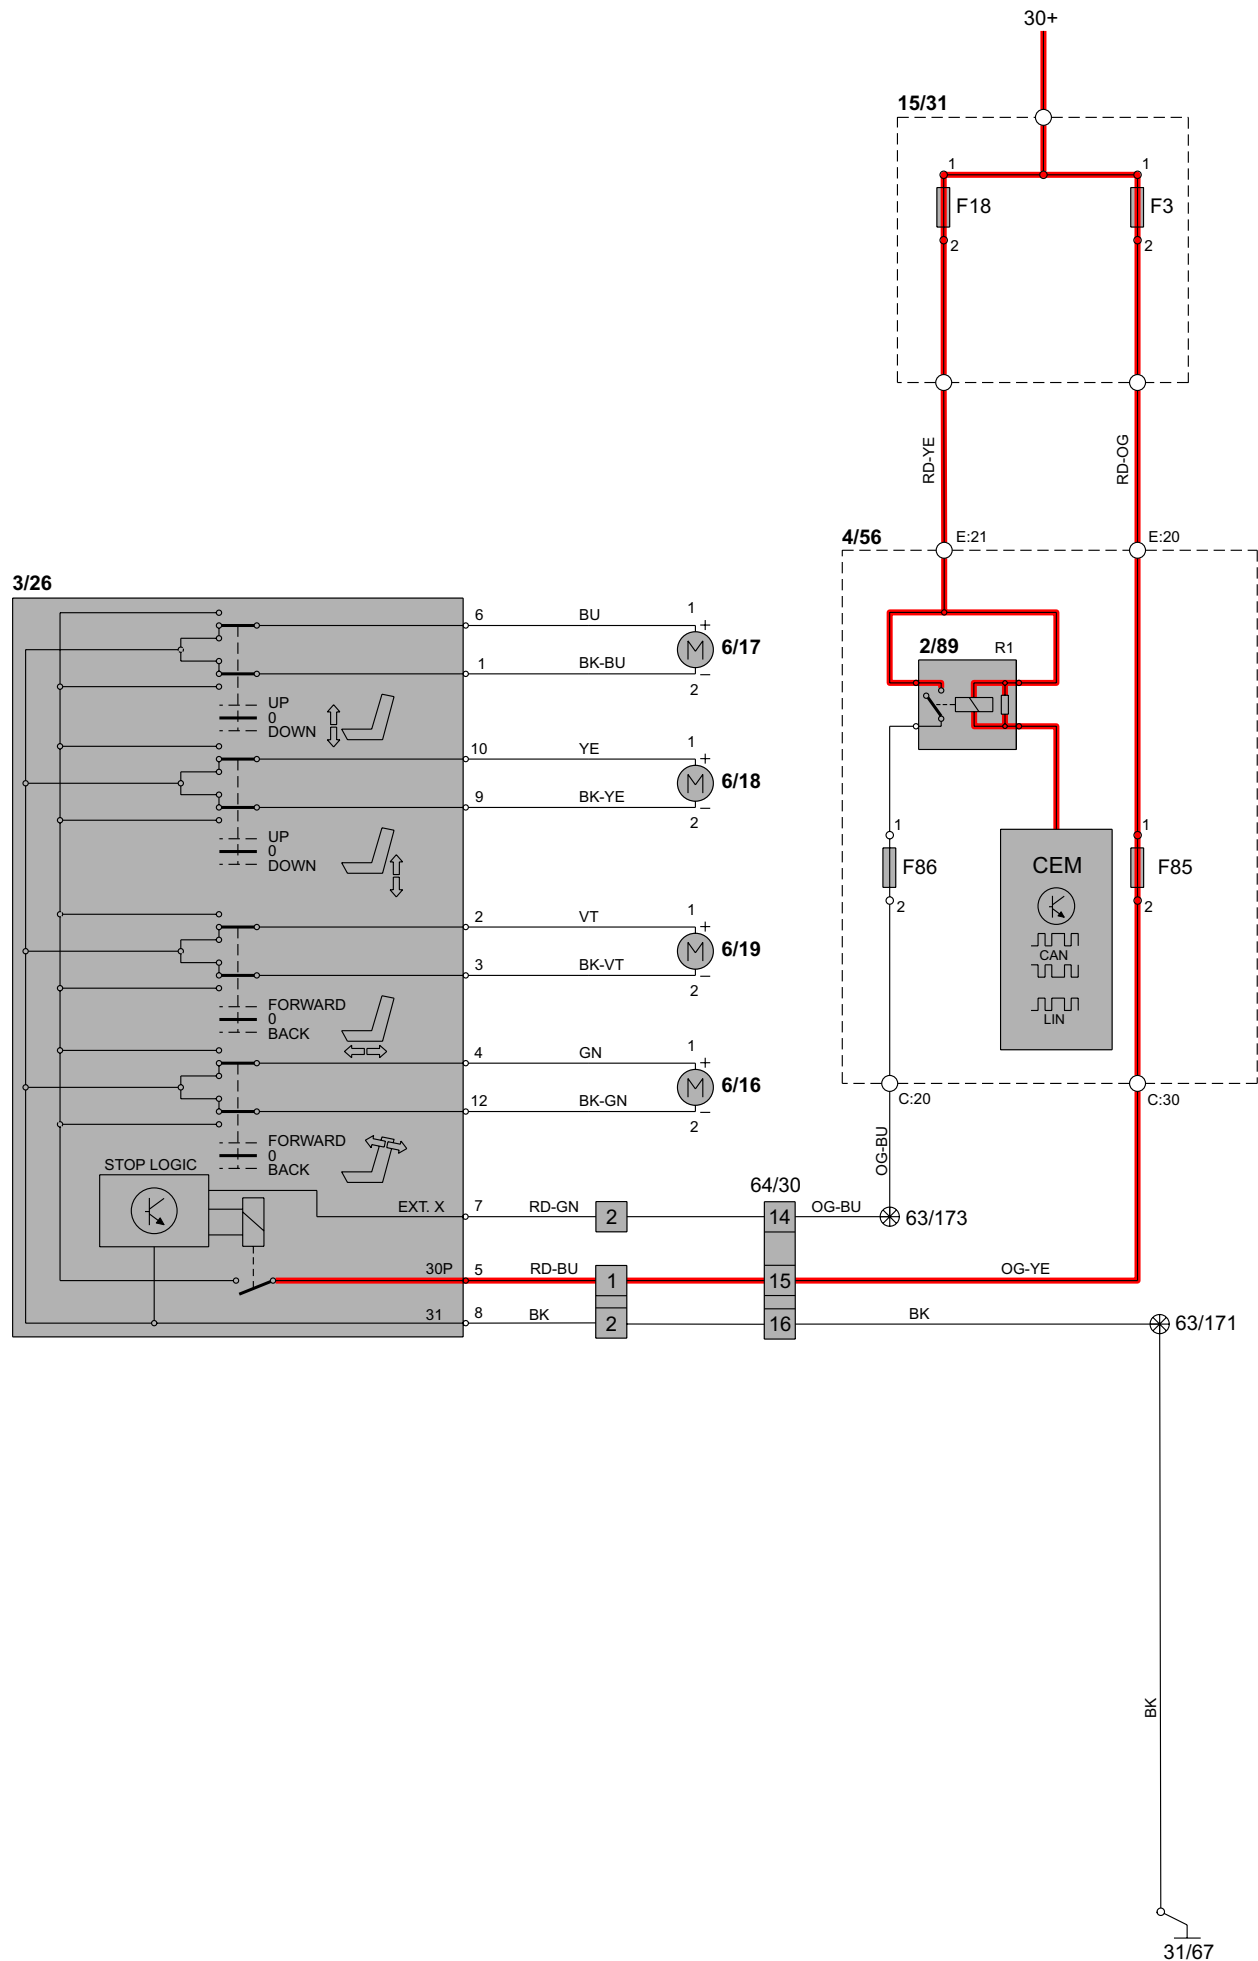 30+
15/31
1
1
F18
F3
2
2
RD-YE
RD-OG
4/56
E:21
E:20
3/26
6
BU
1
+
M
6/17
1
BK-BU
–
2
UP
0
DOWN
2/89
R1
10
YE
1
+
M
6/18
9
BK-YE
–
2
UP
0
DOWN
1
F86
2
CEM
CAN
LIN
1
F85
2
2
VT
1
+
M
6/19
3
BK-VT
–
2
FORWARD
0
BACK
4
GN
1
+
M
6/16
12
BK-GN
–
2
FORWARD
0
BACK
C:20
C:30
OG-BU
STOP LOGIC
64/30
EXT. X
7
RD-GN
2
14
OG-BU
63/173
30P
5
RD-BU
1
15
OG-YE
31
8
BK
2
16
BK
63/171
BK
31/67